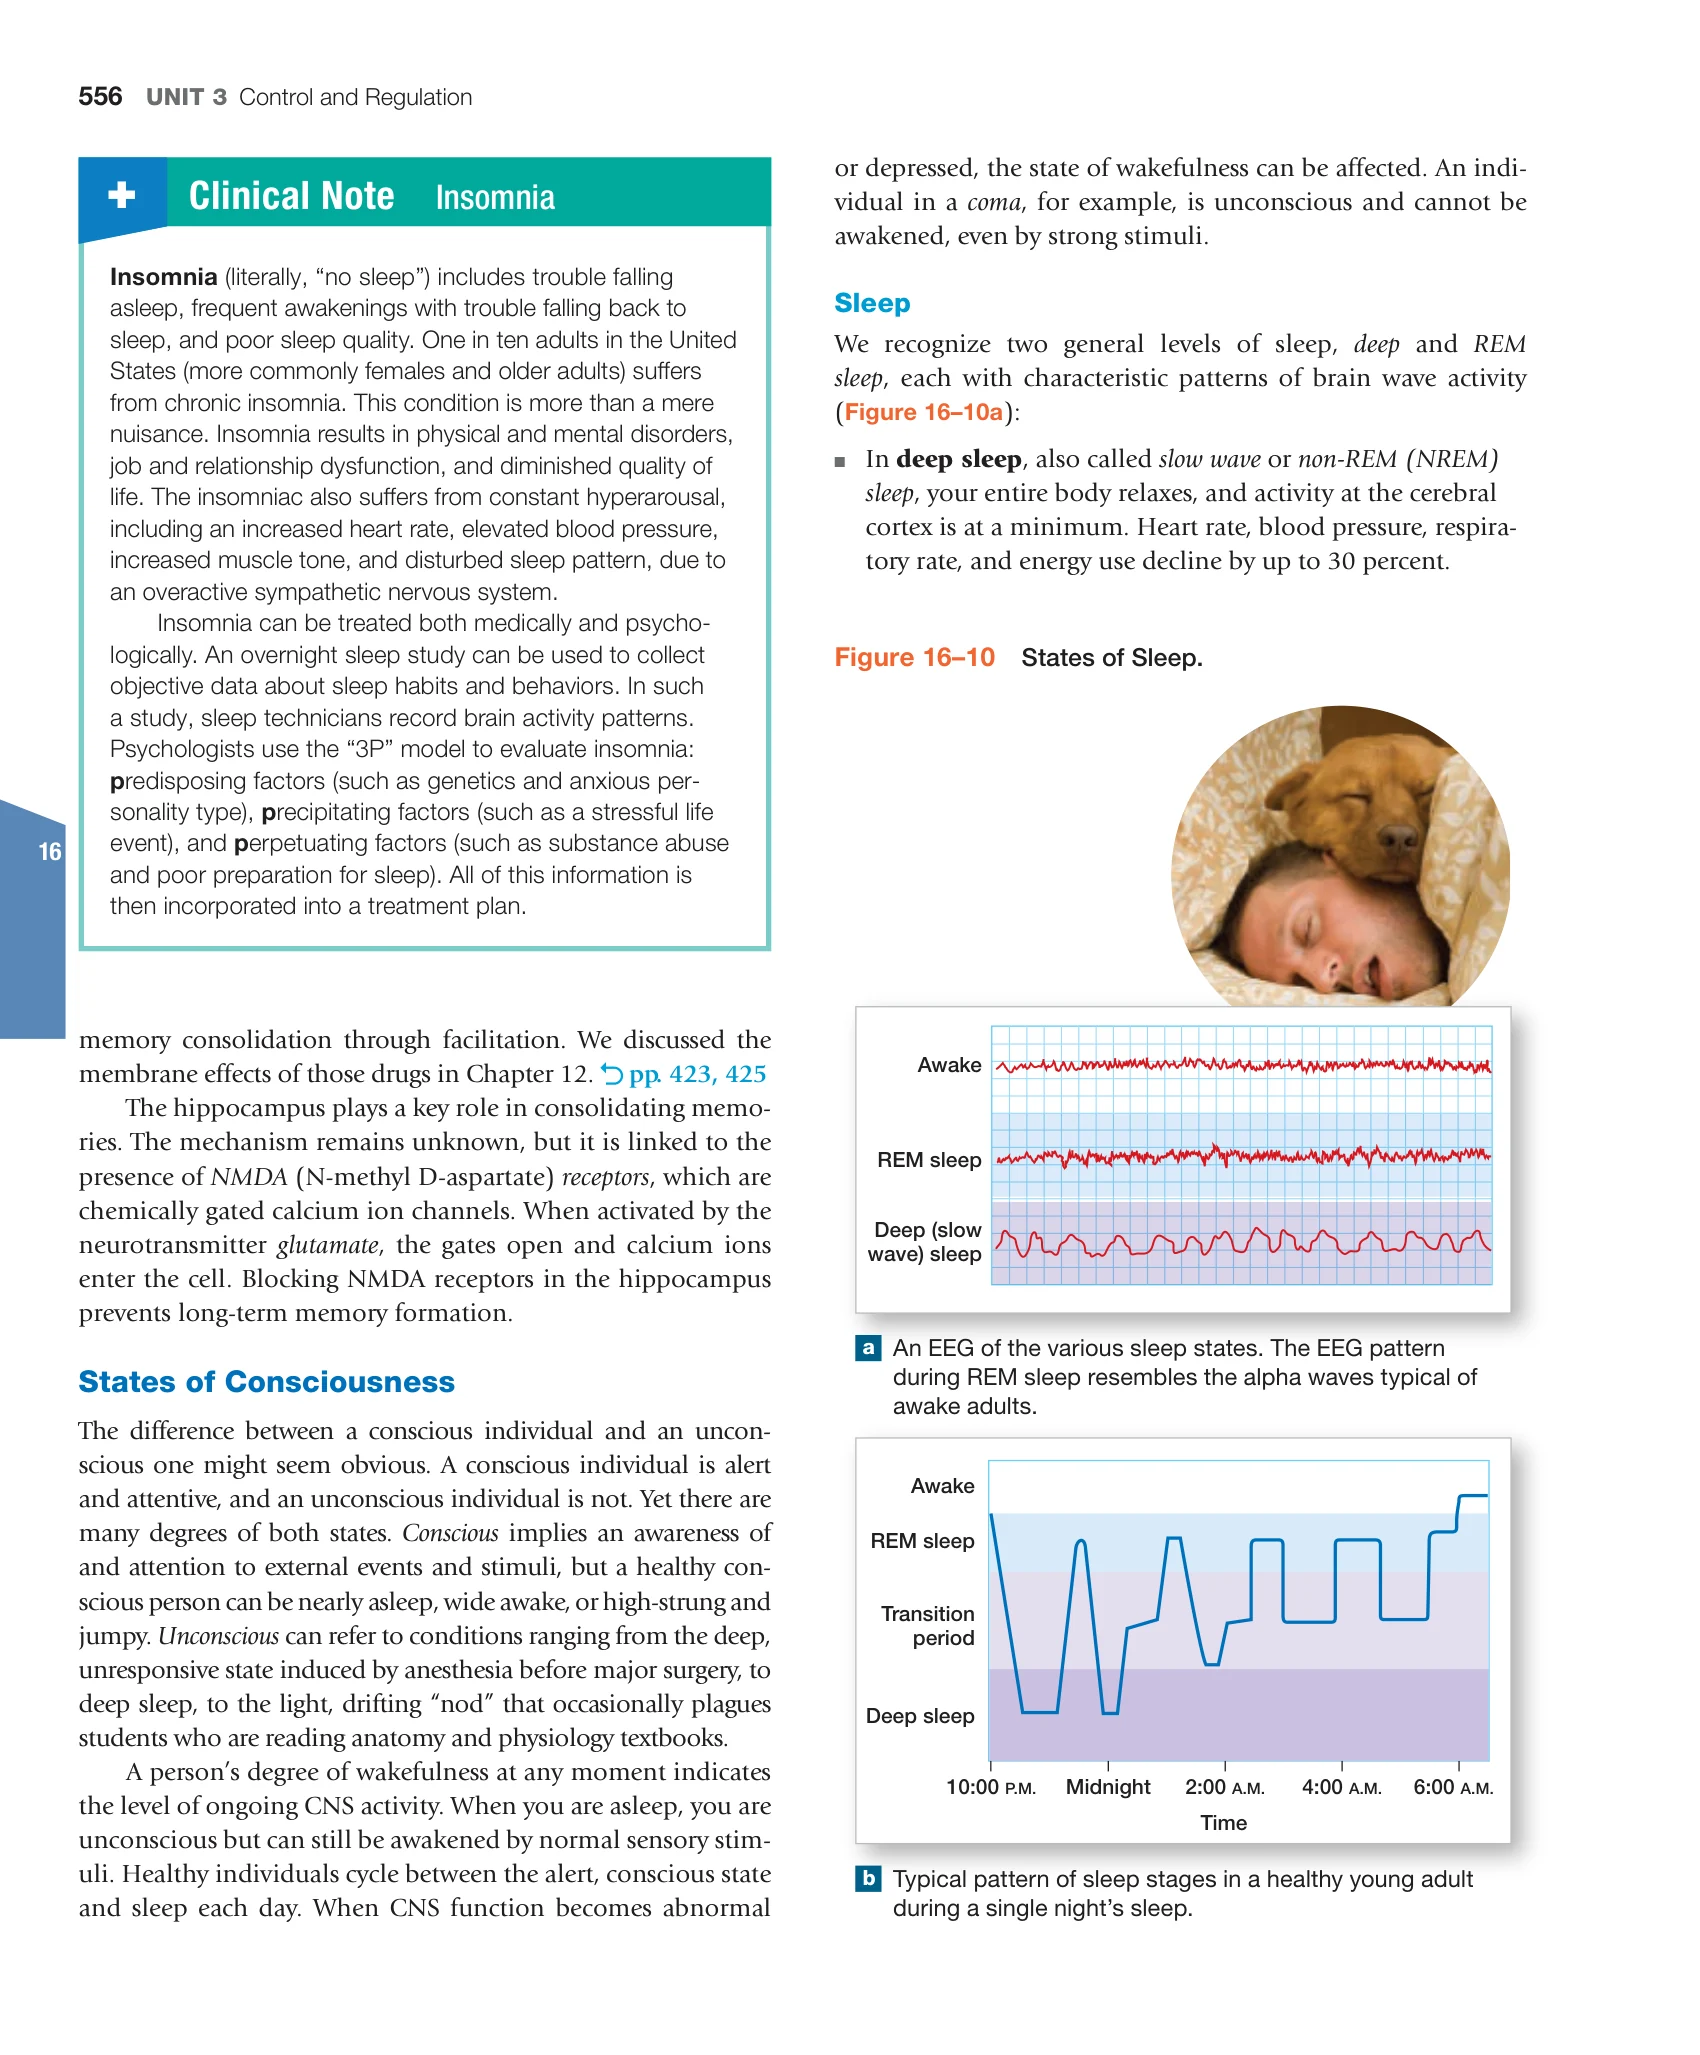 556 UNIT 3 Control and Regulation
Clinical Note Insomnia
Insomnia (literally, “no sleep”) includes trouble falling
asleep, frequent awakenings with trouble falling back to
sleep, and poor sleep quality. One in ten adults in the United
States (more commonly females and older adults) suffers
from chronic insomnia. This condition is more than a mere
nuisance. Insomnia results in physical and mental disorders,
job and relationship dysfunction, and diminished quality of
life. The insomniac also suffers from constant hyperarousal,
including an increased heart rate, elevated blood pressure,
increased muscle tone, and disturbed sleep pattern, due to
an overactive sympathetic nervous system.
Insomnia can be treated both medically and psycho-
logically. An overnight sleep study can be used to collect
objective data about sleep habits and behaviors. In such
a study, sleep technicians record brain activity patterns.
Psychologists use the “3P” model to evaluate insomnia:
predisposing factors (such as genetics and anxious per-
sonality type), precipitating factors (such as a stressful life
event), and perpetuating factors (such as substance abuse
and poor preparation for sleep). All of this information is
then incorporated into a treatment plan.
16
memory consolidation through facilitation. We discussed the
membrane effects of those drugs in Chapter 12. pp. 423, 425
The hippocampus plays a key role in consolidating memo-
ries. The mechanism remains unknown, but it is linked to the
presence of NMDA (N-methyl D-aspartate) receptors, which are
chemically gated calcium ion channels. When activated by the
neurotransmitter glutamate, the gates open and calcium ions
enter the cell. Blocking NMDA receptors in the hippocampus
prevents long-term memory formation.
States of Consciousness
The difference between a conscious individual and an uncon-
scious one might seem obvious. A conscious individual is alert
and attentive, and an unconscious individual is not. Yet there are
many degrees of both states. Conscious implies an awareness of
and attention to external events and stimuli, but a healthy con-
scious person can be nearly asleep, wide awake, or high-strung and
jumpy. Unconscious can refer to conditions ranging from the deep,
unresponsive state induced by anesthesia before major surgery, to
deep sleep, to the light, drifting “nod” that occasionally plagues
students who are reading anatomy and physiology textbooks.
A person’s degree of wakefulness at any moment indicates
the level of ongoing CNS activity. When you are asleep, you are
unconscious but can still be awakened by normal sensory stim-
uli. Healthy individuals cycle between the alert, conscious state
and sleep each day. When CNS function becomes abnormal
or depressed, the state of wakefulness can be affected. An indi-
vidual in a coma, for example, is unconscious and cannot be
awakened, even by strong stimuli.
Sleep
We recognize two general levels of sleep, deep and REM
sleep, each with characteristic patterns of brain wave activity
(Figure 16–10a):
■ In deep sleep, also called slow wave or non-REM (NREM)
sleep, your entire body relaxes, and activity at the cerebral
cortex is at a minimum. Heart rate, blood pressure, respira-
tory rate, and energy use decline by up to 30 percent.
Figure 16–10 States of Sleep.
Awake
REM sleep
Deep (slow
wave) sleep
a An EEG of the various sleep states. The EEG pattern
during REM sleep resembles the alpha waves typical of
awake adults.
Awake
REM sleep
Transition
period
Deep sleep
10:00 P.M. Midnight 2:00 A.M. 4:00 A.M. 6:00 A.M.
Time
b Typical pattern of sleep stages in a healthy young adult
during a single night’s sleep.